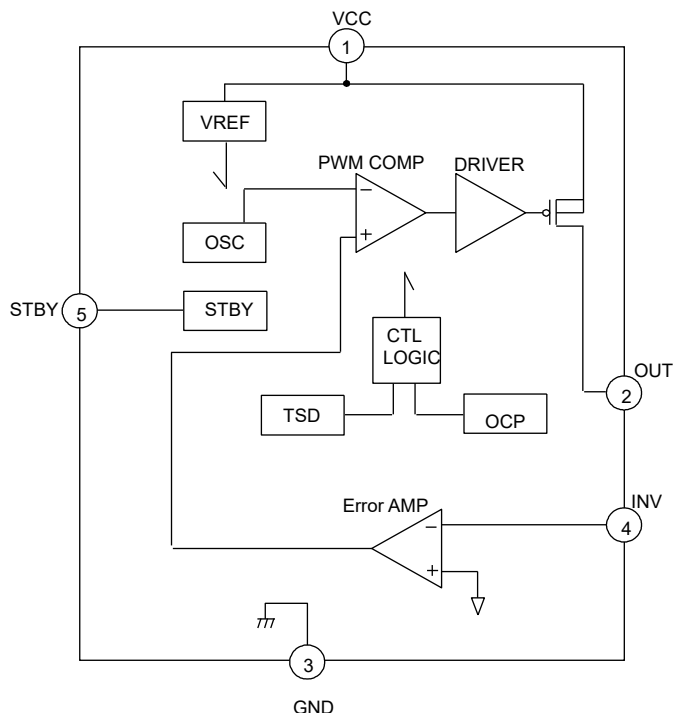 VCC
1
VREF
PWM COMP
DRIVER
−
+
OSC
STBY
5
STBY
CTL
LOGIC
OUT
2
TSD
OCP
Error AMP
INV
−
4
+
3
GND